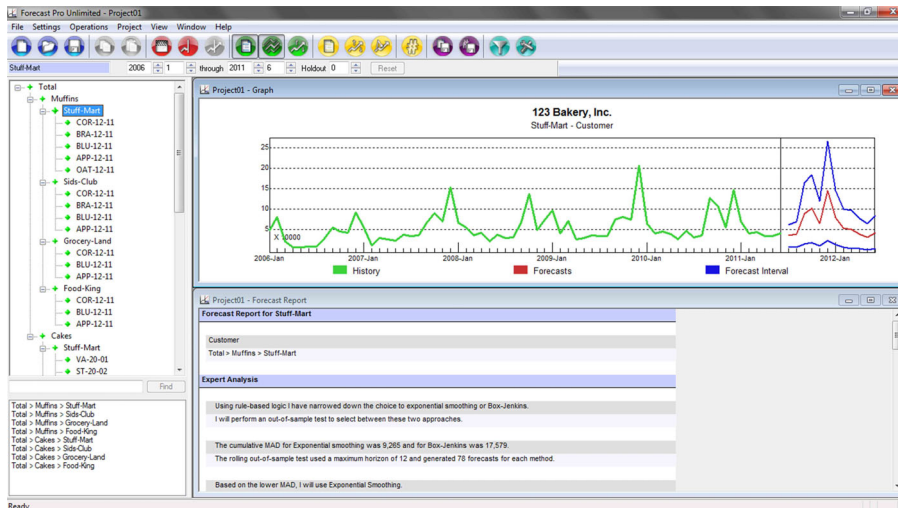 Forecast Pro Unlimited - Project01
File Settings Operations Project View Window Help
Stuff-Mart 2006 1 through 2011 6 Holdout 0 Reset
Total
Muffins
Stuff-Mart
COR-12-11
BRA-12-11
BLU-12-11
APP-12-11
OAT-12-11
Sids-Club
COR-12-11
BRA-12-11
BLU-12-11
APP-12-11
Grocery-Land
COR-12-11
BLU-12-11
APP-12-11
Food-King
COR-12-11
BLU-12-11
APP-12-11
Cakes
Stuff-Mart
VA-20-01
ST-20-02
Find
Total > Muffins > Stuff-Mart
Total > Muffins > Sids-Club
Total > Muffins > Grocery-Land
Total > Muffins > Food-King
Total > Cakes > Stuff-Mart
Total > Cakes > Sids-Club
Total > Cakes > Grocery-Land
Total > Cakes > Food-King
Project01 - Graph
123 Bakery, Inc.
Stuff-Mart - Customer
25
20
15
10
5
X 10000
2006-Jan 2007-Jan 2008-Jan 2009-Jan 2010-Jan 2011-Jan 2012-Jan
History Forecasts Forecast Interval
Project01 - Forecast Report
Forecast Report for Stuff-Mart
Customer
Total > Muffins > Stuff-Mart
Expert Analysis
Using rule-based logic I have narrowed down the choice to exponential smoothing or Box-Jenkins.
I will perform an out-of-sample test to select between these two approaches.
The cumulative MAD for Exponential smoothing was 9,265 and for Box-Jenkins was 17,579.
The rolling out-of-sample test used a maximum horizon of 12 and generated 78 forecasts for each method.
Based on the lower MAD, I will use Exponential Smoothing.
Ready